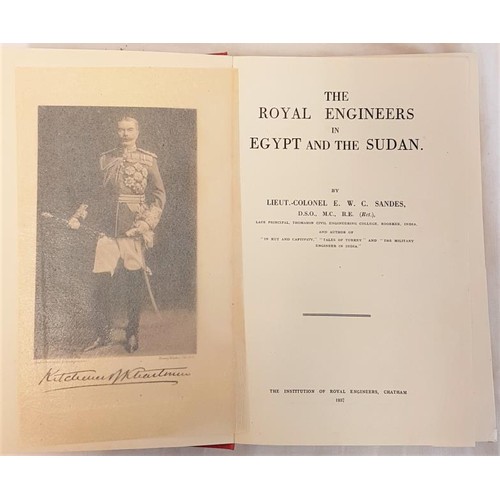 Kitchener of Khartoum
THE
ROYAL ENGINEERS
IN
EGYPT AND THE SUDAN.
BY
LIEUT.-COLONEL E. W. C. SANDES,
D.S.O., M.C., R.E. (Ret.),
LATE PRINCIPAL, THOMASON CIVIL ENGINEERING COLLEGE, ROORKEE, INDIA,
AND AUTHOR OF
"IN KUT AND CAPTIVITY," "TALES OF TURKEY" AND "THE MILITARY
ENGINEER IN INDIA."
THE INSTITUTION OF ROYAL ENGINEERS, CHATHAM
1937